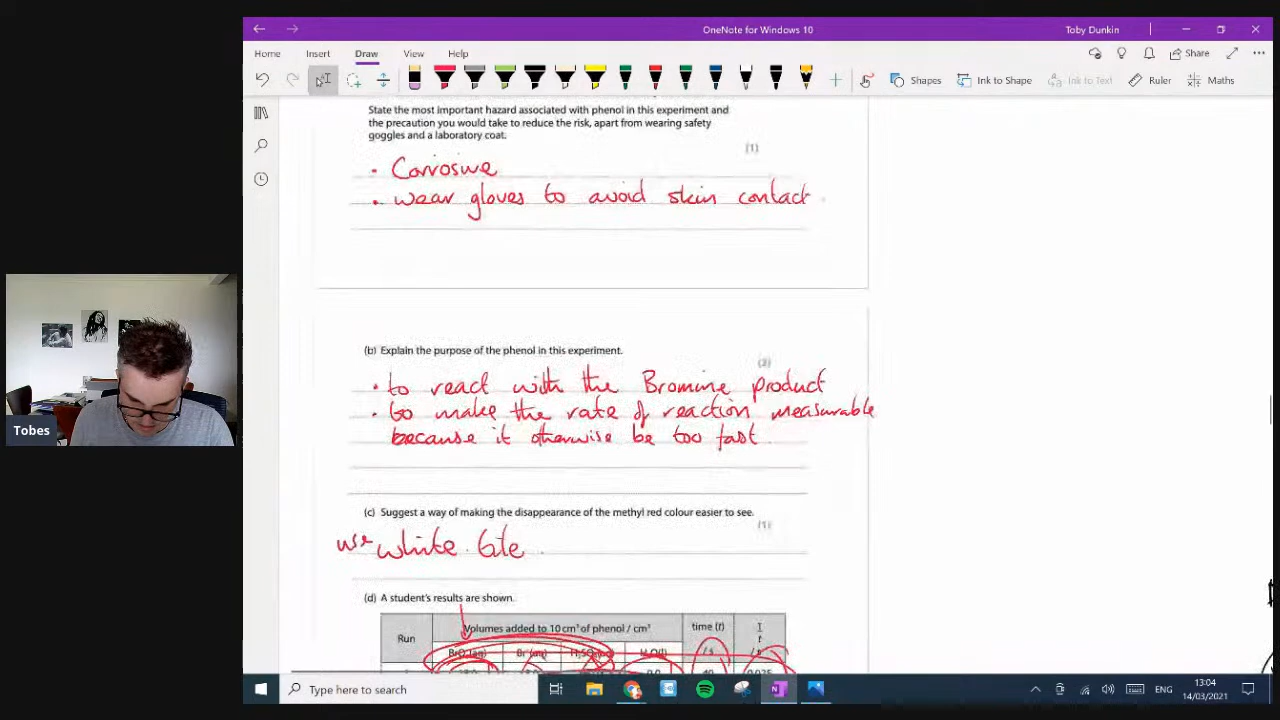 OneNote for Windows 10
Toby Dunkin
Home Insert Draw View Help
Share
Shapes Ink to Shape Ink to Text Ruler Maths
State the most important hazard associated with phenol in this experiment and
the precaution you would take to reduce the risk, apart from wearing safety
goggles and a laboratory coat.
(1)
• Corrosive
• wear gloves to avoid skin contact
(b) Explain the purpose of the phenol in this experiment.
(2)
• to react with the Bromine product
• to make the rate of reaction measurable
because it otherwise be too fast
(c) Suggest a way of making the disappearance of the methyl red colour easier to see.
(1)
use white tile
(d) A student's results are shown.
Volumes added to 10 cm³ of phenol / cm³
time (t)
Run
/ s
Tobes
Type here to search
ENG
13:04
14/03/2021